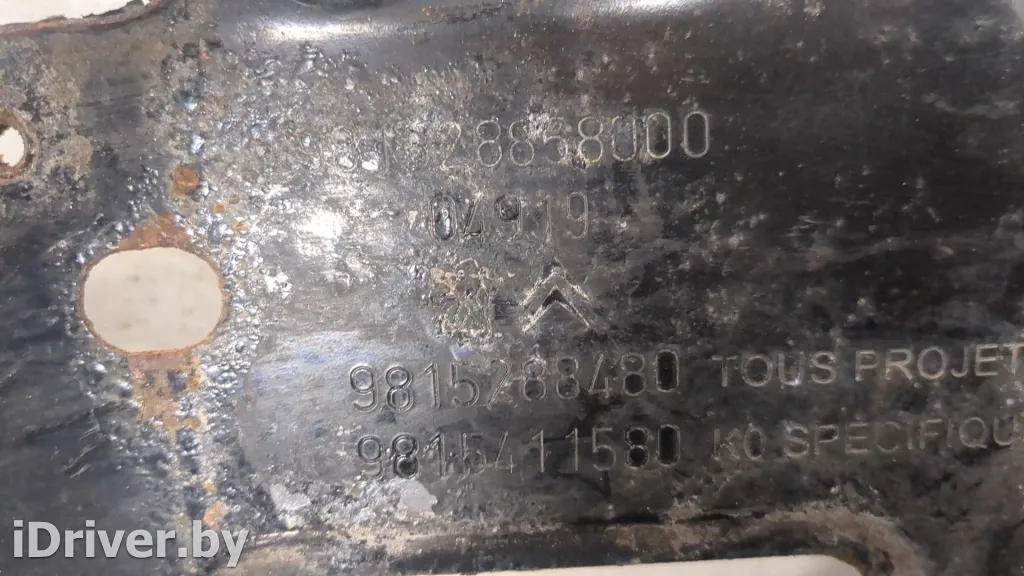 04919
9815288480 TOUS PROJET
9815411580 K0 SPECIFIQU
iDriver.by